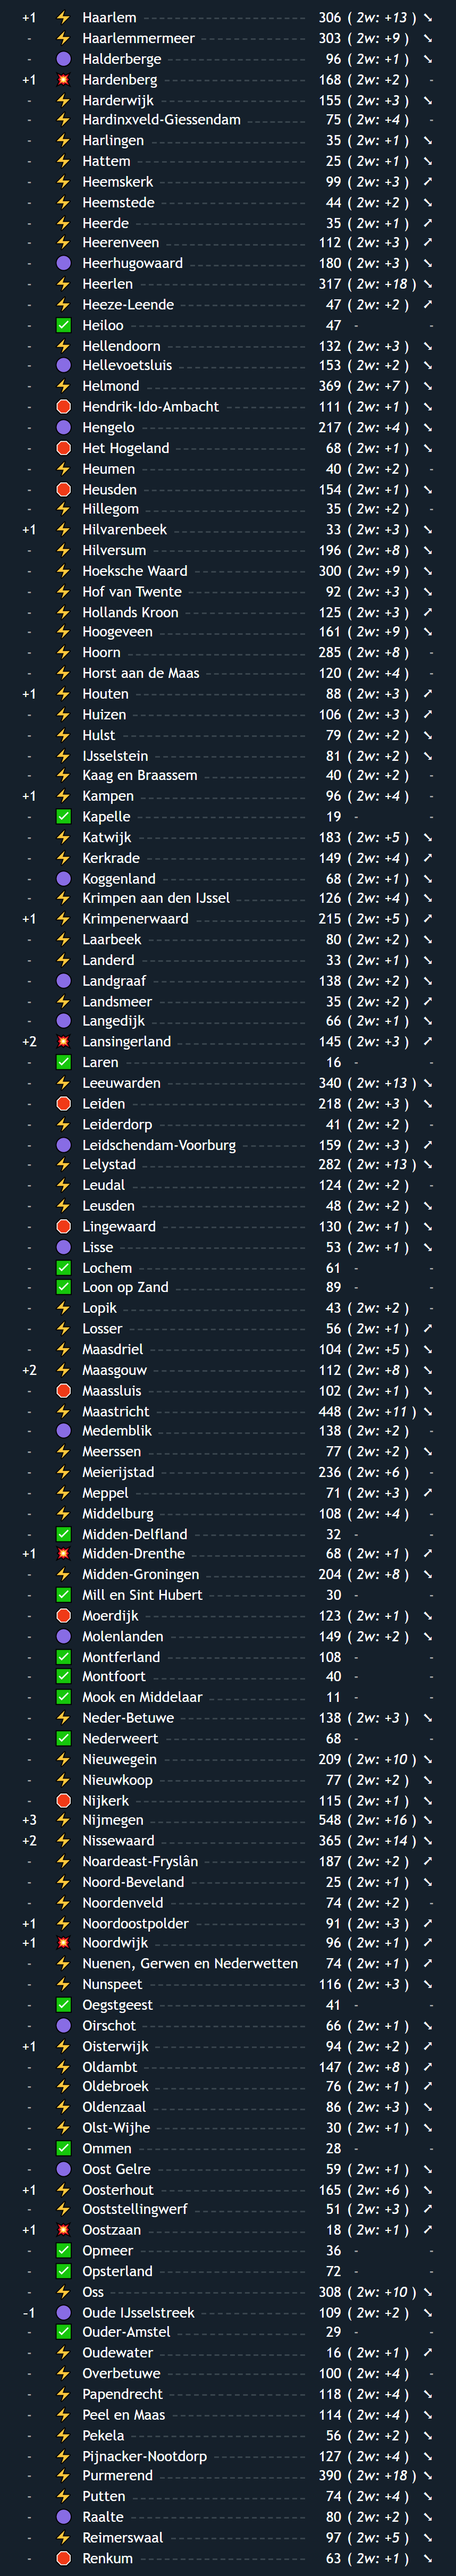 +1 ⚡ Haarlem 306 ( 2w: +13 ) ↘
- ⚡ Haarlemmermeer 303 ( 2w: +9 ) ↘
- 🟣 Halderberge 96 ( 2w: +1 ) ↘
+1 💥 Hardenberg 168 ( 2w: +2 ) -
- ⚡ Harderwijk 155 ( 2w: +3 ) ↘
- ⚡ Hardinxveld-Giessendam 75 ( 2w: +4 ) -
- ⚡ Harlingen 35 ( 2w: +1 ) ↘
- ⚡ Hattem 25 ( 2w: +1 ) ↘
- ⚡ Heemskerk 99 ( 2w: +3 ) ↗
- ⚡ Heemstede 44 ( 2w: +2 ) ↘
- ⚡ Heerde 35 ( 2w: +1 ) ↗
- ⚡ Heerenveen 112 ( 2w: +3 ) ↗
- 🟣 Heerhugowaard 180 ( 2w: +3 ) ↘
- ⚡ Heerlen 317 ( 2w: +18 ) ↘
- ⚡ Heeze-Leende 47 ( 2w: +2 ) ↗
- ✅ Heiloo 47 - -
- ⚡ Hellendoorn 132 ( 2w: +3 ) ↘
- 🟣 Hellevoetsluis 153 ( 2w: +2 ) ↘
- ⚡ Helmond 369 ( 2w: +7 ) ↘
- 🛑 Hendrik-Ido-Ambacht 111 ( 2w: +1 ) ↘
- 🟣 Hengelo 217 ( 2w: +4 ) ↘
- 🛑 Het Hogeland 68 ( 2w: +1 ) ↘
- ⚡ Heumen 40 ( 2w: +2 ) -
- 🛑 Heusden 154 ( 2w: +1 ) ↘
- ⚡ Hillegom 35 ( 2w: +2 ) -
+1 ⚡ Hilvarenbeek 33 ( 2w: +3 ) ↘
- ⚡ Hilversum 196 ( 2w: +8 ) ↘
- ⚡ Hoeksche Waard 300 ( 2w: +9 ) ↘
- ⚡ Hof van Twente 92 ( 2w: +3 ) ↘
- ⚡ Hollands Kroon 125 ( 2w: +3 ) ↗
- ⚡ Hoogeveen 161 ( 2w: +9 ) ↘
- ⚡ Hoorn 285 ( 2w: +8 ) -
- ⚡ Horst aan de Maas 120 ( 2w: +4 ) -
+1 ⚡ Houten 88 ( 2w: +3 ) ↗
- ⚡ Huizen 106 ( 2w: +3 ) ↗
- ⚡ Hulst 79 ( 2w: +2 ) ↘
- ⚡ IJsselstein 81 ( 2w: +2 ) ↘
- ⚡ Kaag en Braassem 40 ( 2w: +2 ) -
+1 ⚡ Kampen 96 ( 2w: +4 ) -
- ✅ Kapelle 19 - -
- ⚡ Katwijk 183 ( 2w: +5 ) ↘
- ⚡ Kerkrade 149 ( 2w: +4 ) ↗
- 🟣 Koggenland 68 ( 2w: +1 ) ↘
- ⚡ Krimpen aan den IJssel 126 ( 2w: +4 ) ↘
+1 ⚡ Krimpenerwaard 215 ( 2w: +5 ) ↗
- ⚡ Laarbeek 80 ( 2w: +2 ) ↘
- ⚡ Landerd 33 ( 2w: +1 ) ↘
- 🟣 Landgraaf 138 ( 2w: +2 ) ↘
- ⚡ Landsmeer 35 ( 2w: +2 ) ↗
- 🟣 Langedijk 66 ( 2w: +1 ) ↘
+2 💥 Lansingerland 145 ( 2w: +3 ) ↗
- ✅ Laren 16 - -
- ⚡ Leeuwarden 340 ( 2w: +13 ) ↘
- 🛑 Leiden 218 ( 2w: +3 ) ↘
- ⚡ Leiderdorp 41 ( 2w: +2 ) -
- 🟣 Leidschendam-Voorburg 159 ( 2w: +3 ) ↗
- ⚡ Lelystad 282 ( 2w: +13 ) ↘
- ⚡ Leudal 124 ( 2w: +2 ) -
- ⚡ Leusden 48 ( 2w: +2 ) ↘
- 🛑 Lingewaard 130 ( 2w: +1 ) ↘
- 🟣 Lisse 53 ( 2w: +1 ) ↘
- ✅ Lochem 61 - -
- ✅ Loon op Zand 89 - -
- ⚡ Lopik 43 ( 2w: +2 ) -
- ⚡ Losser 56 ( 2w: +1 ) ↗
- ⚡ Maasdriel 104 ( 2w: +5 ) ↘
+2 ⚡ Maasgouw 112 ( 2w: +8 ) ↘
- 🛑 Maassluis 102 ( 2w: +1 ) ↘
- ⚡ Maastricht 448 ( 2w: +11 ) ↘
- 🟣 Medemblik 138 ( 2w: +2 ) -
- ⚡ Meerssen 77 ( 2w: +2 ) ↘
- ⚡ Meierijstad 236 ( 2w: +6 ) -
- ⚡ Meppel 71 ( 2w: +3 ) ↗
- ⚡ Middelburg 108 ( 2w: +4 ) -
- ✅ Midden-Delfland 32 - -
+1 💥 Midden-Drenthe 68 ( 2w: +1 ) ↗
- ⚡ Midden-Groningen 204 ( 2w: +8 ) ↘
- ✅ Mill en Sint Hubert 30 - -
- 🛑 Moerdijk 123 ( 2w: +1 ) ↘
- 🟣 Molenlanden 149 ( 2w: +2 ) ↘
- ✅ Montferland 108 - -
- ✅ Montfoort 40 - -
- ✅ Mook en Middelaar 11 - -
- ⚡ Neder-Betuwe 138 ( 2w: +3 ) ↘
- ✅ Nederweert 68 - -
- ⚡ Nieuwegein 209 ( 2w: +10 ) ↘
- ⚡ Nieuwkoop 77 ( 2w: +2 ) ↘
- 🛑 Nijkerk 115 ( 2w: +1 ) ↘
+3 ⚡ Nijmegen 548 ( 2w: +16 ) ↘
+2 ⚡ Nissewaard 365 ( 2w: +14 ) ↘
- ⚡ Noardeast-Fryslân 187 ( 2w: +2 ) ↗
- ⚡ Noord-Beveland 25 ( 2w: +1 ) ↘
- ⚡ Noordenveld 74 ( 2w: +2 ) -
+1 ⚡ Noordoostpolder 91 ( 2w: +3 ) ↗
+1 💥 Noordwijk 96 ( 2w: +1 ) ↗
- ⚡ Nuenen, Gerwen en Nederwetten 74 ( 2w: +1 ) ↗
- ⚡ Nunspeet 116 ( 2w: +3 ) ↘
- ✅ Oegstgeest 41 - -
- 🟣 Oirschot 66 ( 2w: +1 ) ↘
+1 ⚡ Oisterwijk 94 ( 2w: +2 ) ↗
- ⚡ Oldambt 147 ( 2w: +8 ) ↗
- ⚡ Oldebroek 76 ( 2w: +1 ) ↗
- ⚡ Oldenzaal 86 ( 2w: +3 ) ↘
- ⚡ Olst-Wijhe 30 ( 2w: +1 ) ↘
- ✅ Ommen 28 - -
- 🟣 Oost Gelre 59 ( 2w: +1 ) ↘
+1 ⚡ Oosterhout 165 ( 2w: +6 ) ↘
- ⚡ Ooststellingwerf 51 ( 2w: +3 ) ↗
+1 💥 Oostzaan 18 ( 2w: +1 ) ↗
- ✅ Opmeer 36 - -
- ✅ Opsterland 72 - -
- ⚡ Oss 308 ( 2w: +10 ) ↘
-1 🟣 Oude IJsselstreek 109 ( 2w: +2 ) ↘
- ✅ Ouder-Amstel 29 - -
- ⚡ Oudewater 16 ( 2w: +1 ) ↗
- ⚡ Overbetuwe 100 ( 2w: +4 ) -
- ⚡ Papendrecht 118 ( 2w: +4 ) ↘
- ⚡ Peel en Maas 114 ( 2w: +4 ) ↘
- ⚡ Pekela 56 ( 2w: +2 ) ↘
- ⚡ Pijnacker-Nootdorp 127 ( 2w: +4 ) ↘
- ⚡ Purmerend 390 ( 2w: +18 ) ↘
- ⚡ Putten 74 ( 2w: +4 ) ↘
- 🟣 Raalte 80 ( 2w: +2 ) ↘
- ⚡ Reimerswaal 97 ( 2w: +5 ) ↘
- 🛑 Renkum 63 ( 2w: +1 ) ↘